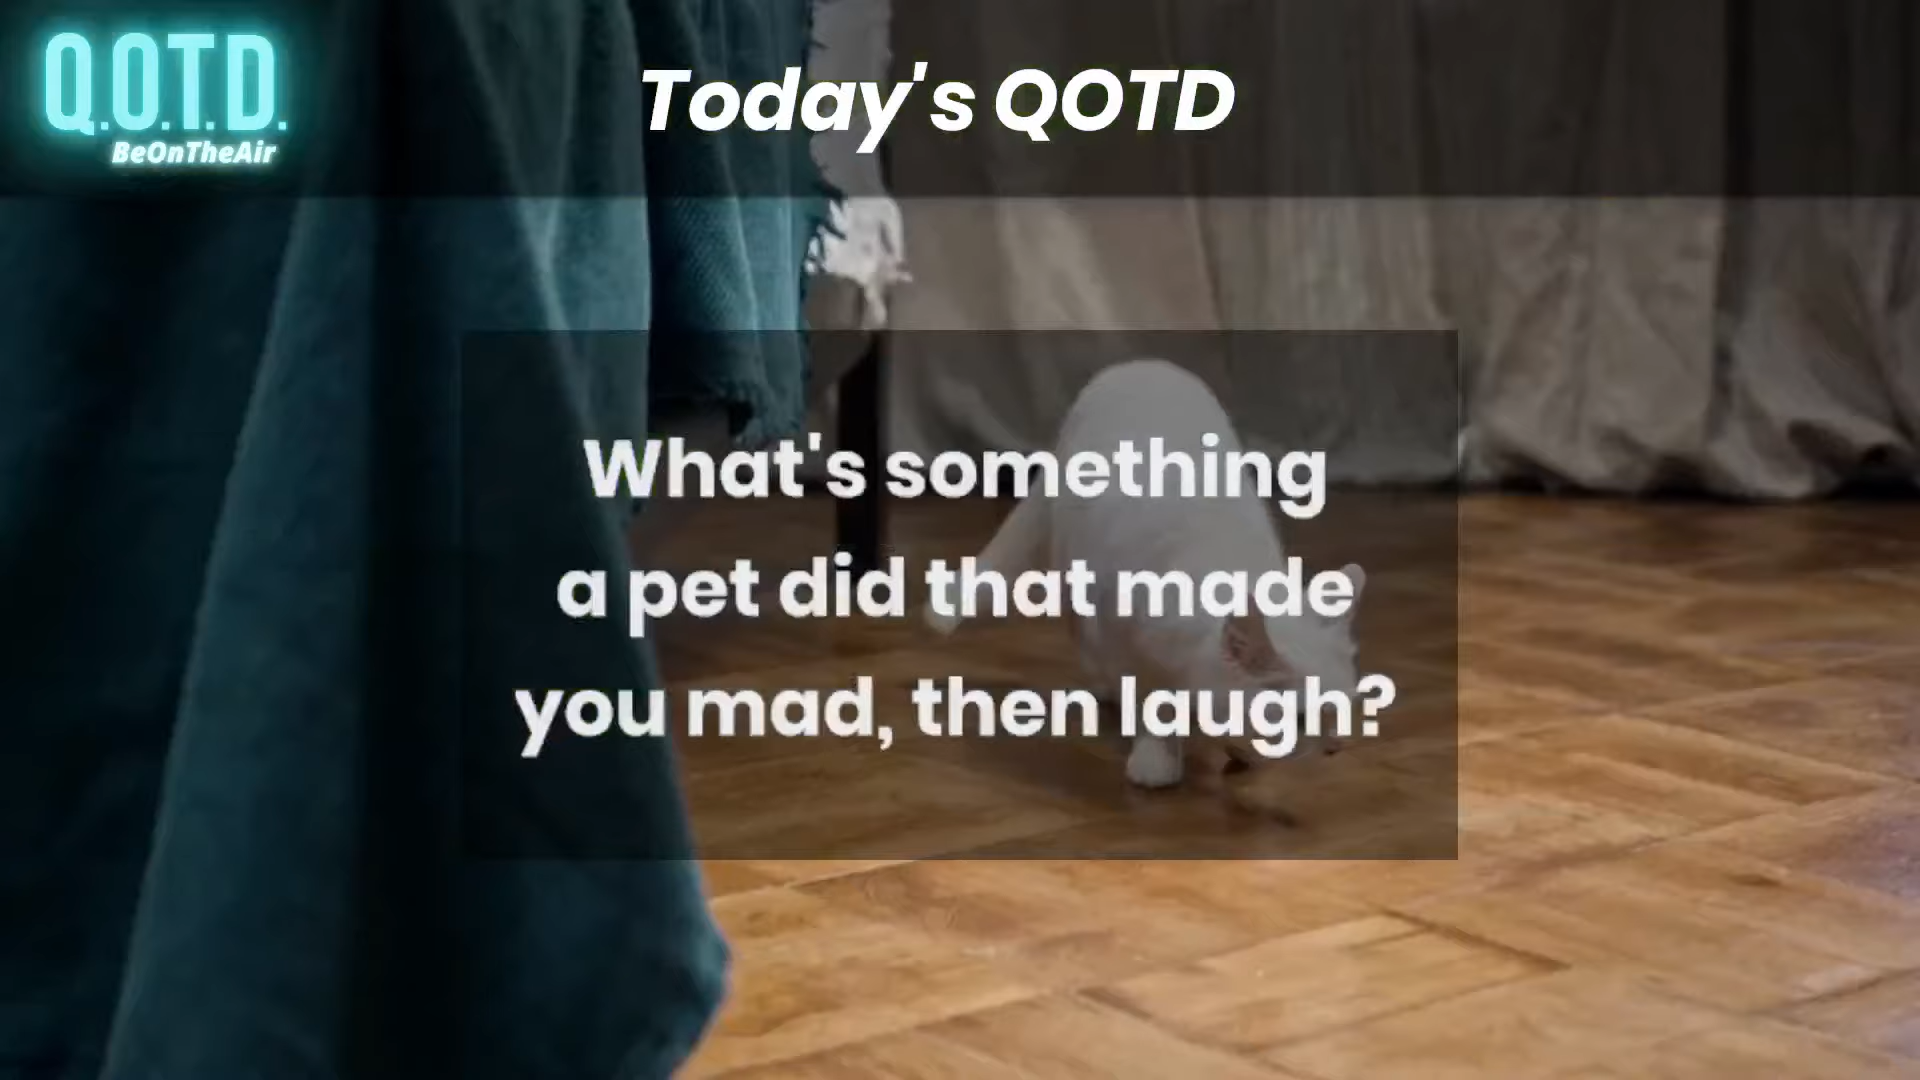 Q.O.T.D.
BeOnTheAir
Today's QOTD
What's something
a pet did that made
you mad, then laugh?